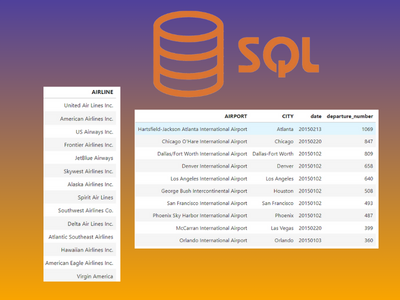 SQL
AIRLINE
United Air Lines Inc.
American Airlines Inc.
US Airways Inc.
Frontier Airlines Inc.
JetBlue Airways
Skywest Airlines Inc.
Alaska Airlines Inc.
Spirit Air Lines
Southwest Airlines Co.
Delta Air Lines Inc.
Atlantic Southeast Airlines
Hawaiian Airlines Inc.
American Eagle Airlines Inc.
Virgin America
AIRPORT CITY date departure_number
Hartsfield-Jackson Atlanta International Airport Atlanta 20150213 1069
Chicago O'Hare International Airport Chicago 20150220 847
Dallas/Fort Worth International Airport Dallas-Fort Worth 20150102 809
Denver International Airport Denver 20150102 658
Los Angeles International Airport Los Angeles 20150102 640
George Bush Intercontinental Airport Houston 20150102 508
San Francisco International Airport San Francisco 20150102 493
Phoenix Sky Harbor International Airport Phoenix 20150102 487
McCarran International Airport Las Vegas 20150220 399
Orlando International Airport Orlando 20150103 360